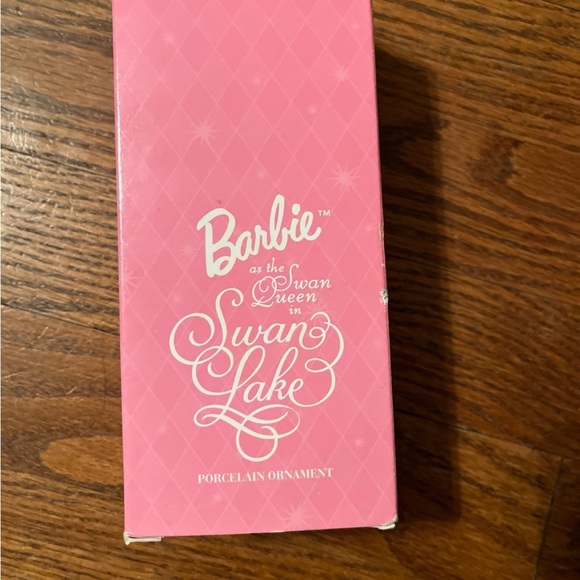 Barbie™
as the Swan
Queen
in
Swan
Lake
PORCELAIN ORNAMENT